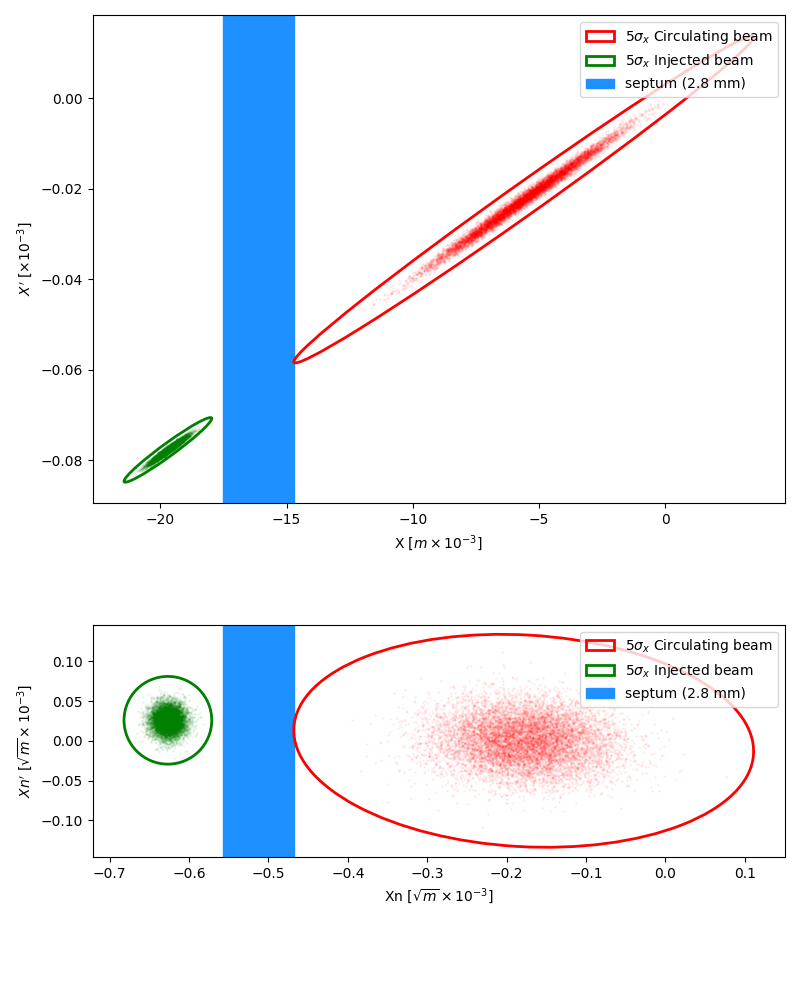 5σₓ Circulating beam
5σₓ Injected beam
septum (2.8 mm)
0.00
−0.02
−0.04
−0.06
−0.08
X′ [×10⁻³]
−20 −15 −10 −5 0
X [m × 10⁻³]
5σₓ Circulating beam
5σₓ Injected beam
septum (2.8 mm)
0.10
0.05
0.00
−0.05
−0.10
Xn′ [√m × 10⁻³]
−0.7 −0.6 −0.5 −0.4 −0.3 −0.2 −0.1 0.0 0.1
Xn [√m × 10⁻³]